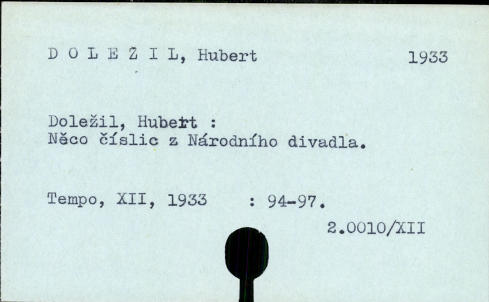 D O L E Ž I L, Hubert 1933
Doležil, Hubert :
Něco číslic z Národního divadla.
Tempo, XII, 1933 : 94-97.
2.0010/XII